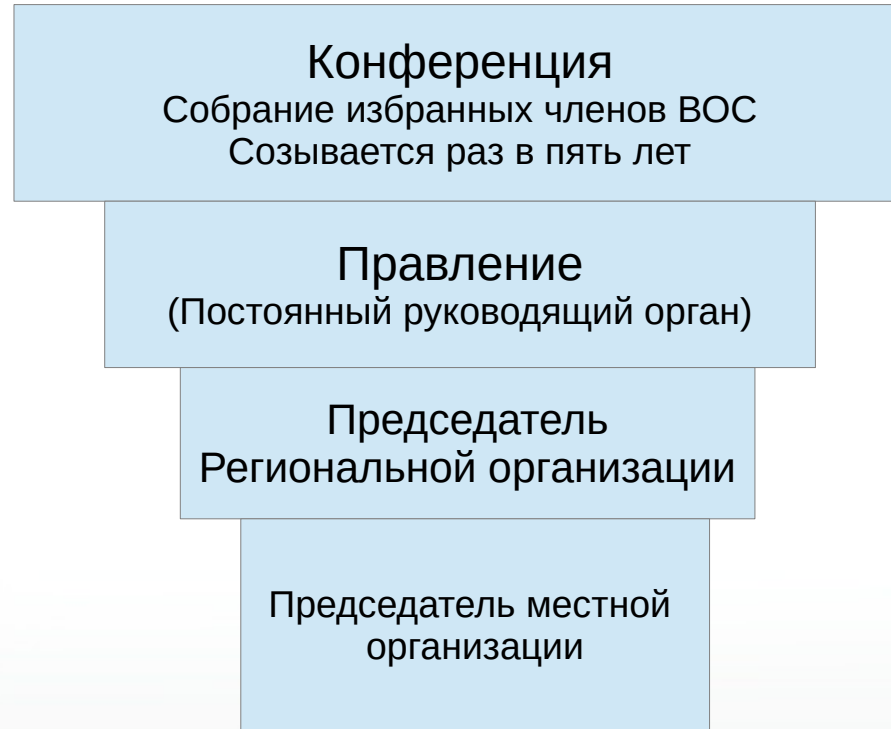 Конференция
Собрание избранных членов ВОС
Созывается раз в пять лет
Правление
(Постоянный руководящий орган)
Председатель
Региональной организации
Председатель местной
организации